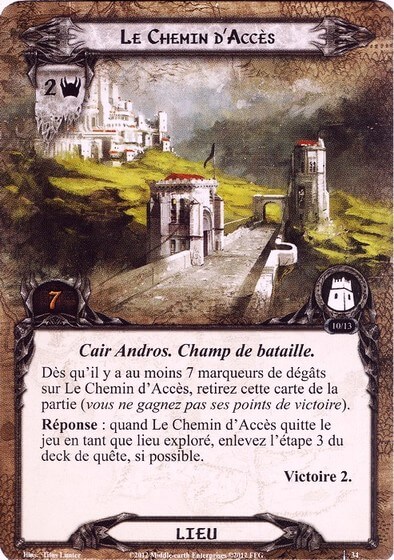 Le Chemin d'Accès
2
7
10/13
Cair Andros. Champ de bataille.
Dès qu'il y a au moins 7 marqueurs de dégâts
sur Le Chemin d'Accès, retirez cette carte de la
partie (vous ne gagnez pas ses points de victoire).
Réponse : quand Le Chemin d'Accès quitte le
jeu en tant que lieu exploré, enlevez l'étape 3 du
deck de quête, si possible.
Victoire 2.
LIEU
©2012 Middle-earth Enterprises ©2012 FFG
34